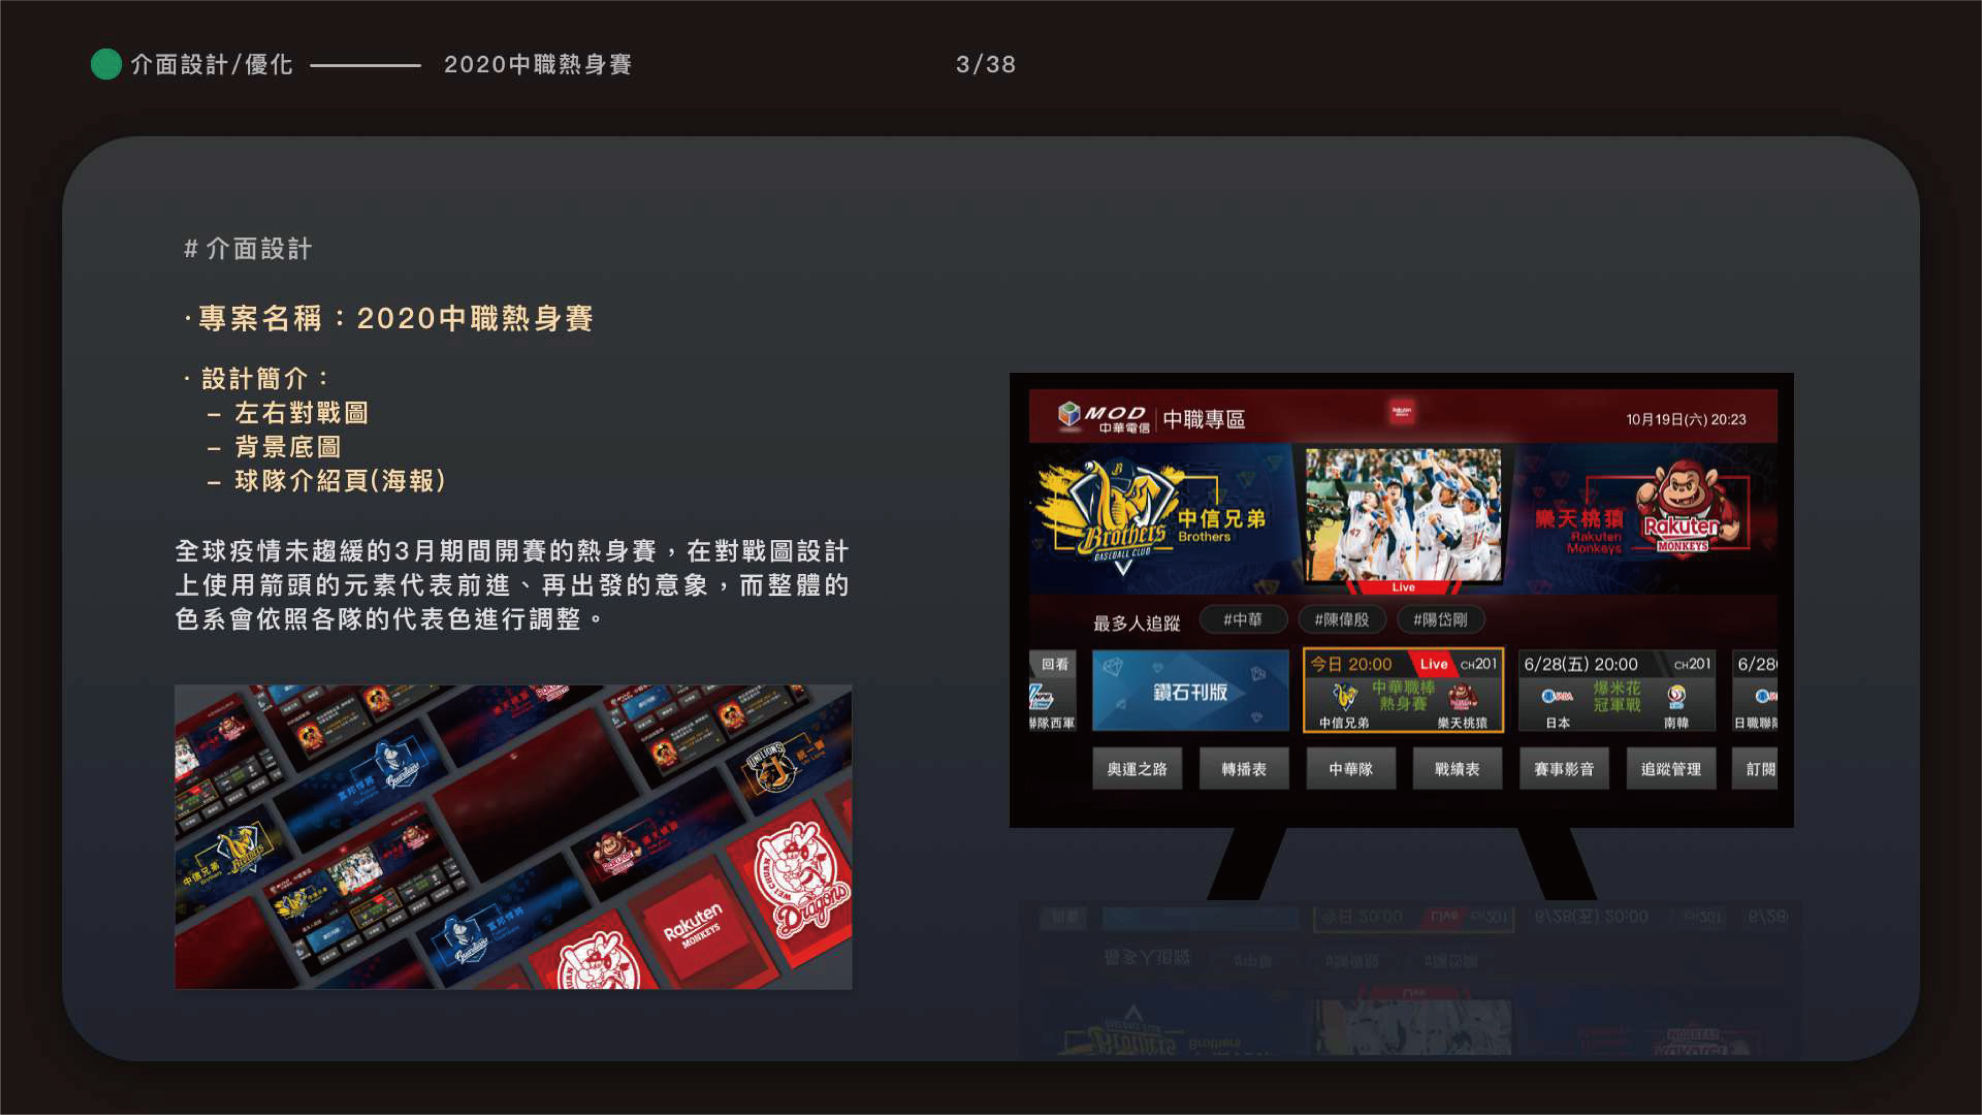 介面設計/優化
2020中職熱身賽
3/38
# 介面設計
·專案名稱：2020中職熱身賽
· 設計簡介：
– 左右對戰圖
– 背景底圖
– 球隊介紹頁(海報)
全球疫情未趨緩的3月期間開賽的熱身賽，在對戰圖設計
上使用箭頭的元素代表前進、再出發的意象，而整體的
色系會依照各隊的代表色進行調整。
MOD
中華電信
中職專區
10月19日(六) 20:23
Brothers
BASEBALL CLUB
中信兄弟
Brothers
Live
樂天桃猿
Rakuten
Monkeys
Rakuten
MONKEYS
最多人追蹤
#中華
#陳偉殷
#陽岱鋼
回看
聯隊西軍
鑽石刊版
今日 20:00
Live
CH201
中華職棒
熱身賽
中信兄弟
樂天桃猿
6/28(五) 20:00
CH201
爆米花
冠軍戰
日本
南韓
6/28
日職聯
奧運之路
轉播表
中華隊
戰績表
賽事影音
追蹤管理
訂閱
中信兄弟
Brothers
Guardians
Guardians
Rakuten
MONKEYS
WEI CHUAN
Dragons